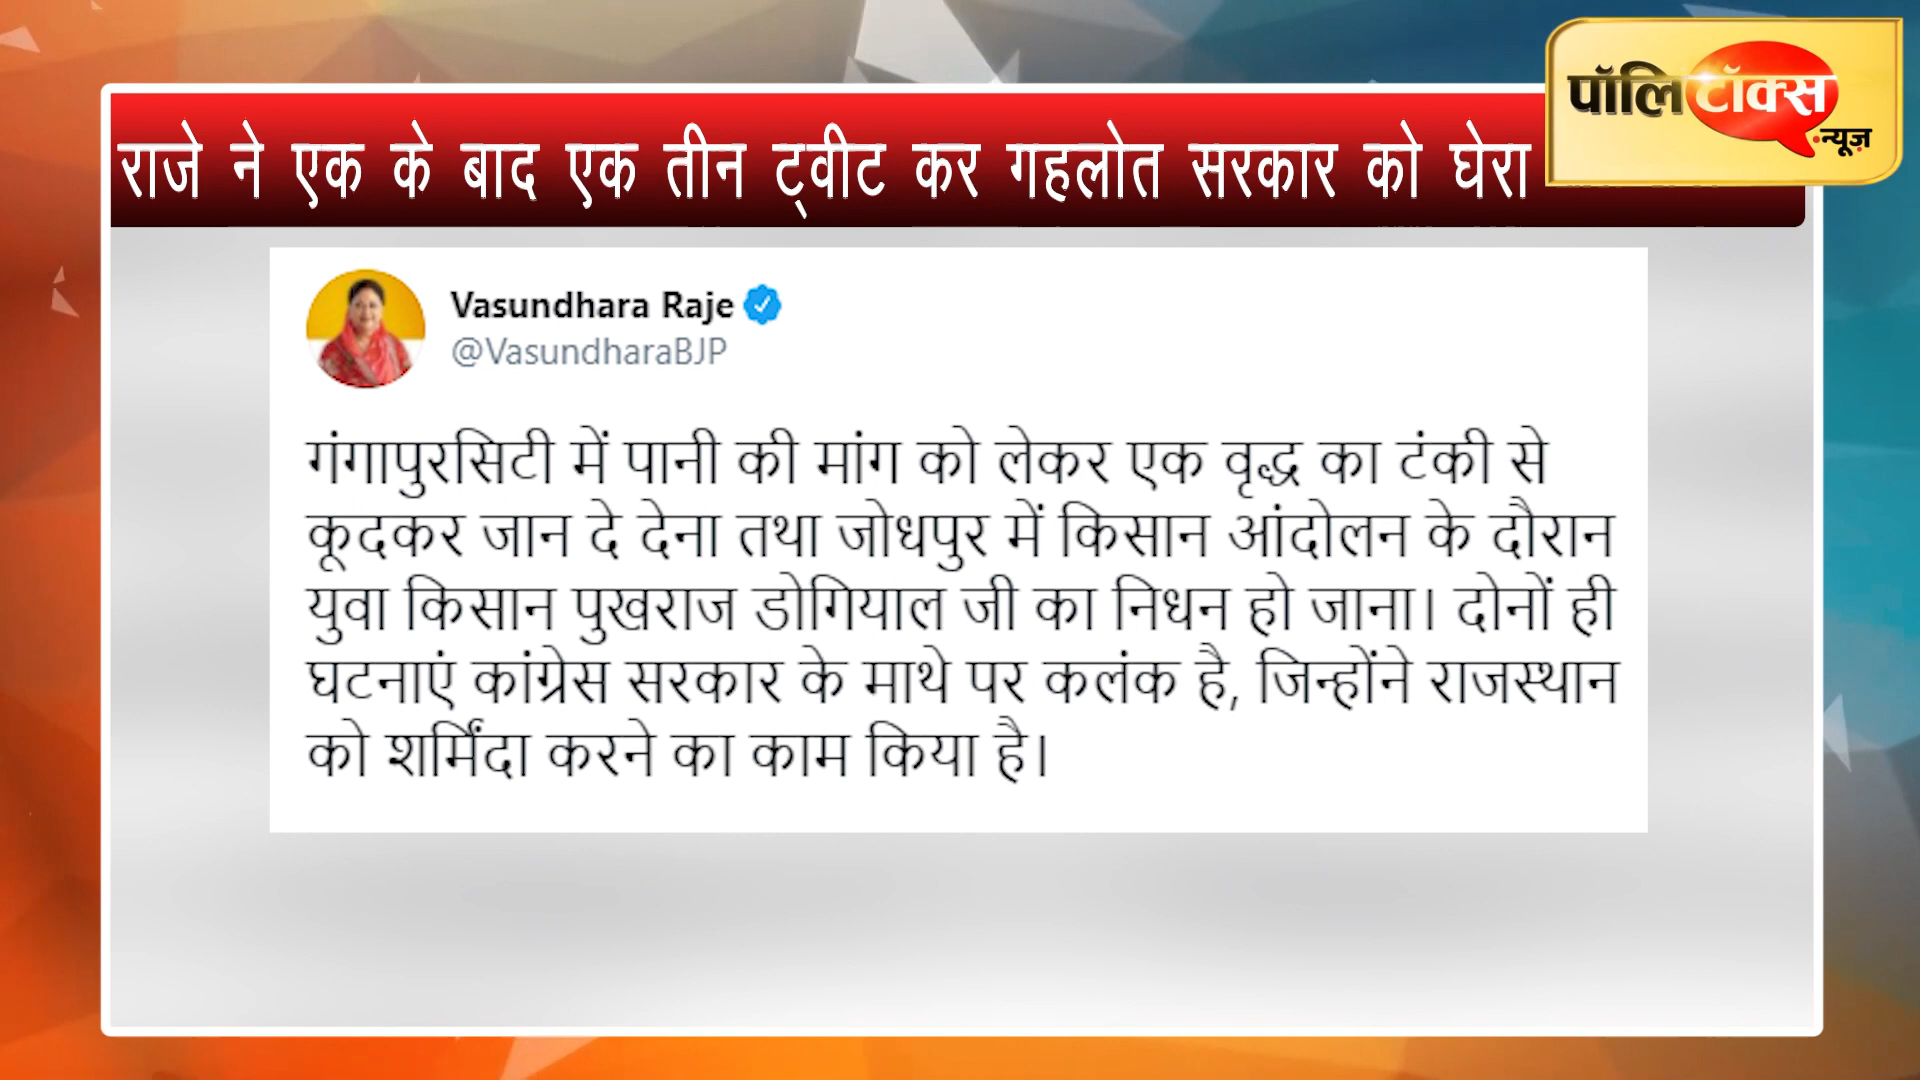 राजे ने एक के बाद एक तीन ट्वीट कर गहलोत सरकार को घेरा
पॉलिटॉक्स
न्यूज़
Vasundhara Raje
@VasundharaBJP
गंगापुरसिटी में पानी की मांग को लेकर एक वृद्ध का टंकी से
कूदकर जान दे देना तथा जोधपुर में किसान आंदोलन के दौरान
युवा किसान पुखराज डोगियाल जी का निधन हो जाना। दोनों ही
घटनाएं कांग्रेस सरकार के माथे पर कलंक है, जिन्होंने राजस्थान
को शर्मिंदा करने का काम किया है।